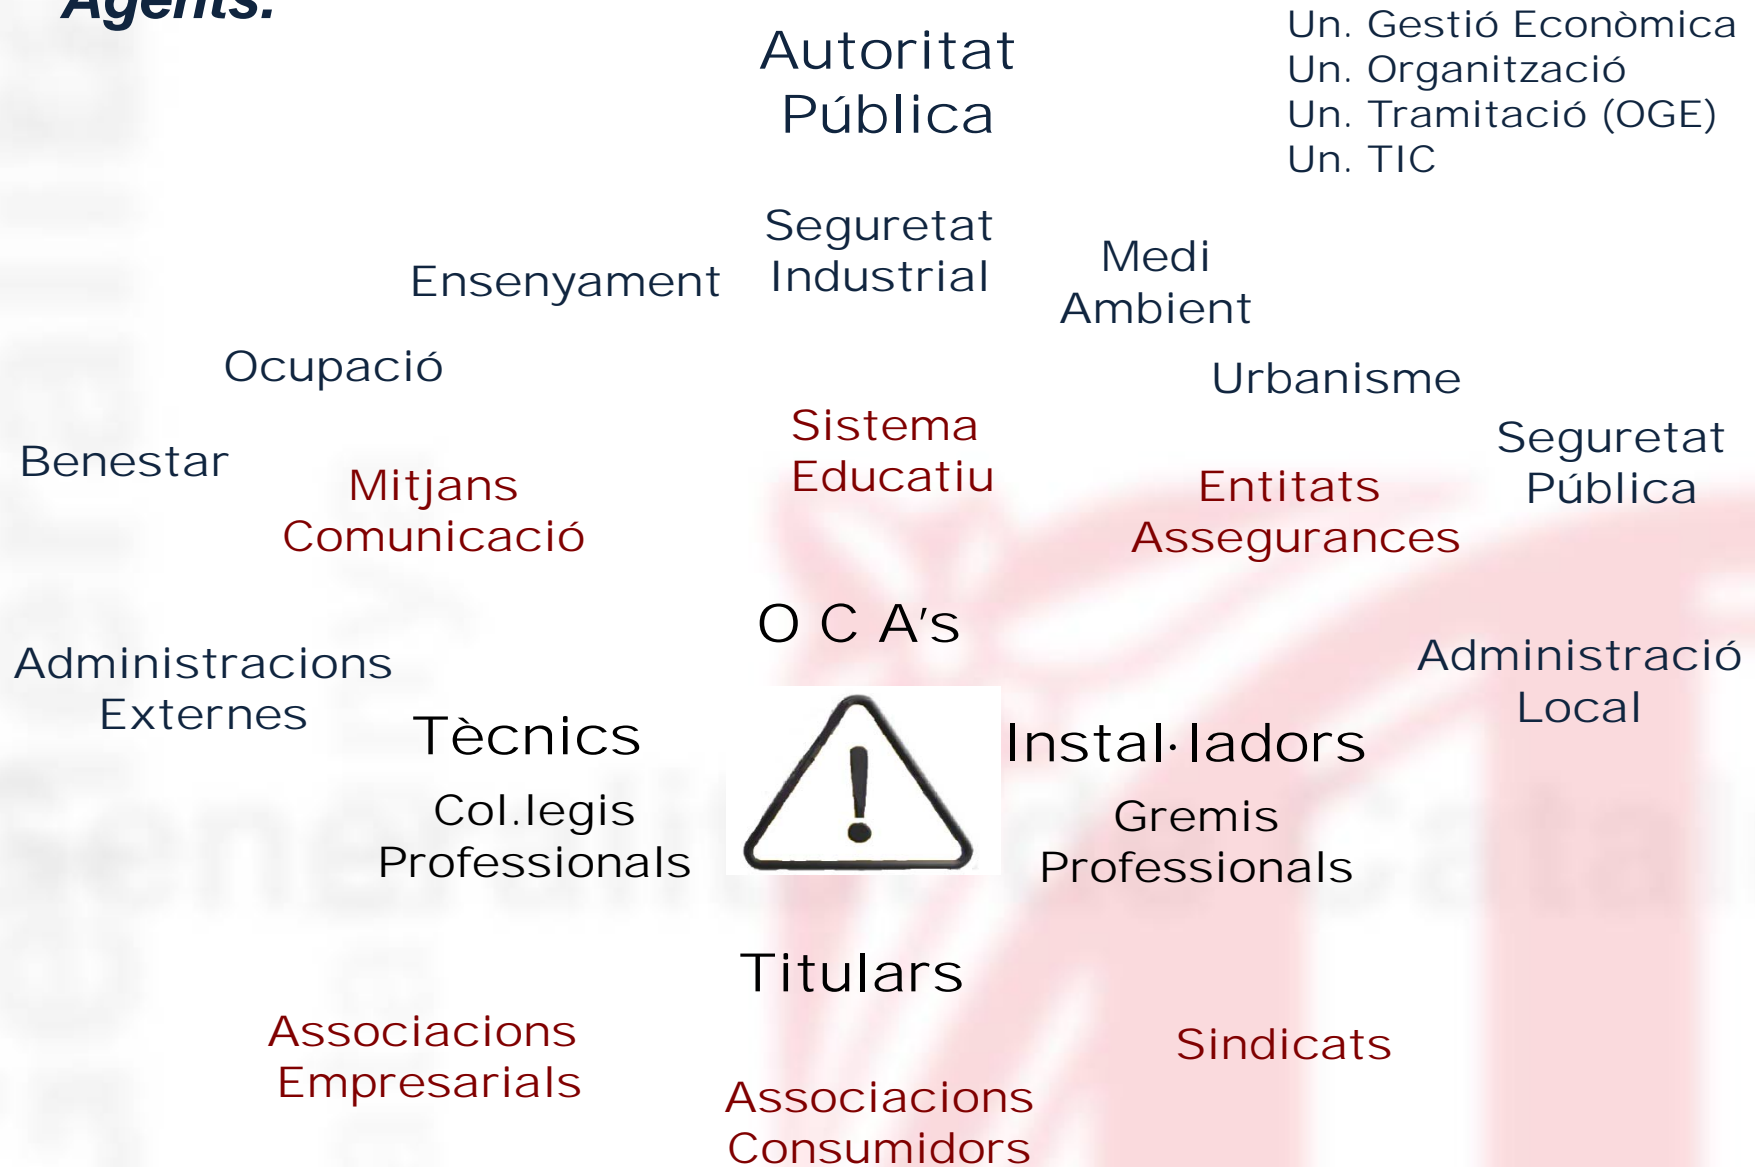 Agents:
Autoritat
Pública
Un. Gestió Econòmica
Un. Organització
Un. Tramitació (OGE)
Un. TIC
Seguretat
Industrial
Ensenyament
Medi
Ambient
Ocupació
Urbanisme
Benestar
Mitjans
Comunicació
Sistema
Educatiu
Entitats
Assegurances
Seguretat
Pública
O C A's
Administracions
Externes
Administració
Local
Tècnics
Col.legis
Professionals
Instal·ladors
Gremis
Professionals
Titulars
Associacions
Empresarials
Sindicats
Associacions
Consumidors